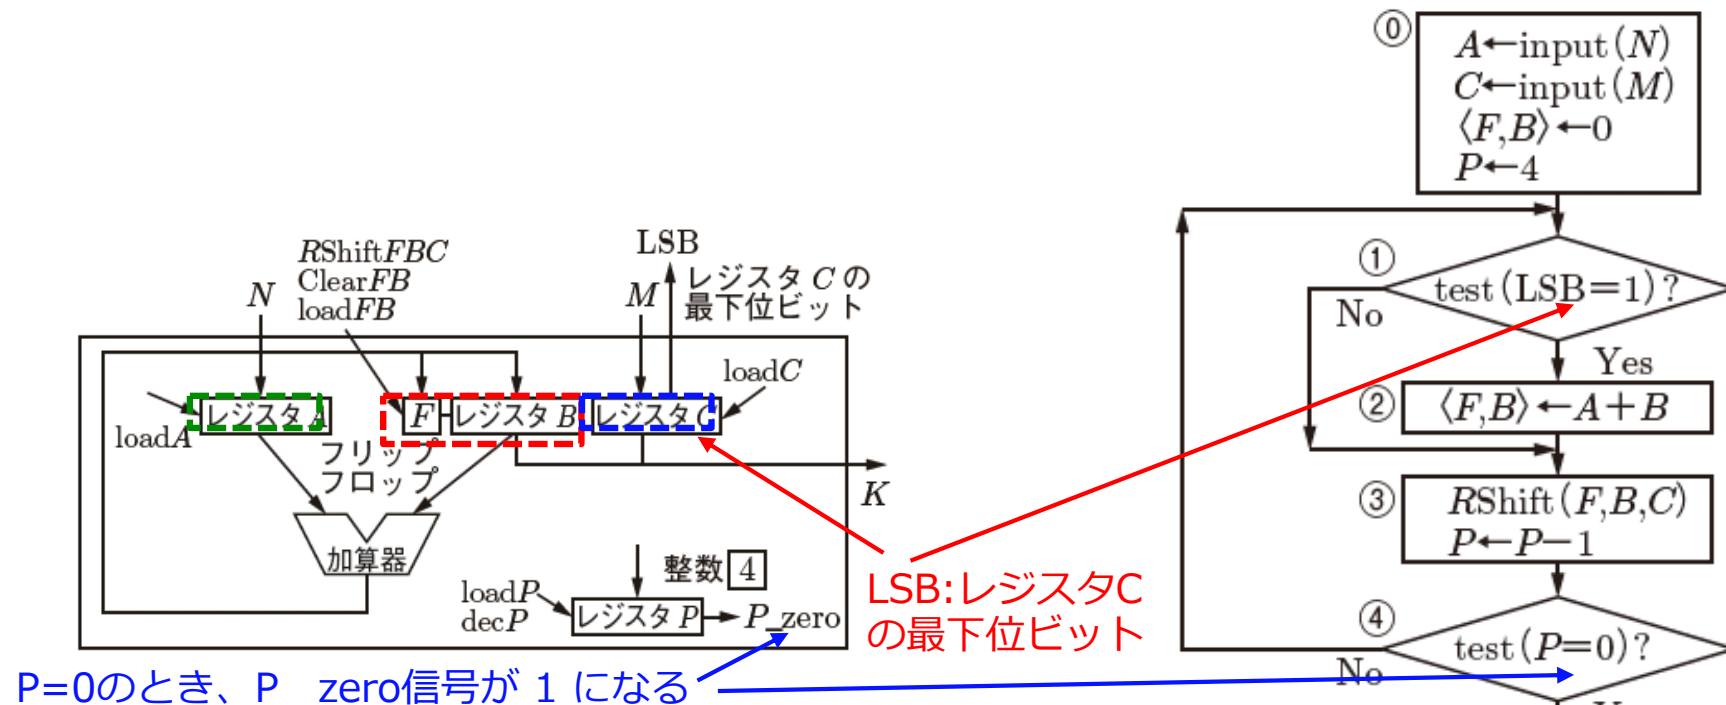 RShiftFBC
ClearFB
loadFB
N
M
LSB
レジスタ C の
最下位ビット
loadA
レジスタ A
F
レジスタ B
レジスタ C
loadC
フリップ
フロップ
加算器
K
整数 4
loadP
decP
レジスタ P
P_zero
LSB:レジスタC
の最下位ビット
P=0のとき、P zero信号が 1 になる
⓪
A←input(N)
C←input(M)
⟨F,B⟩←0
P←4
①
test(LSB=1)?
No
Yes
②
⟨F,B⟩←A+B
③
RShift(F,B,C)
P←P−1
④
test(P=0)?
No